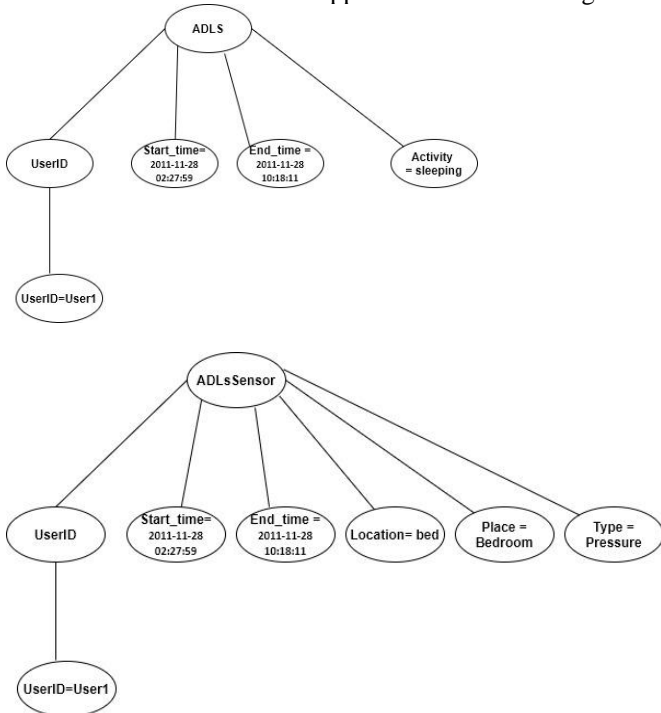 ADLS
UserID
Start_time=
2011-11-28
02:27:59
End_time =
2011-11-28
10:18:11
Activity
= sleeping
UserID=User1
ADLsSensor
UserID
Start_time=
2011-11-28
02:27:59
End_time =
2011-11-28
10:18:11
Location= bed
Place =
Bedroom
Type =
Pressure
UserID=User1